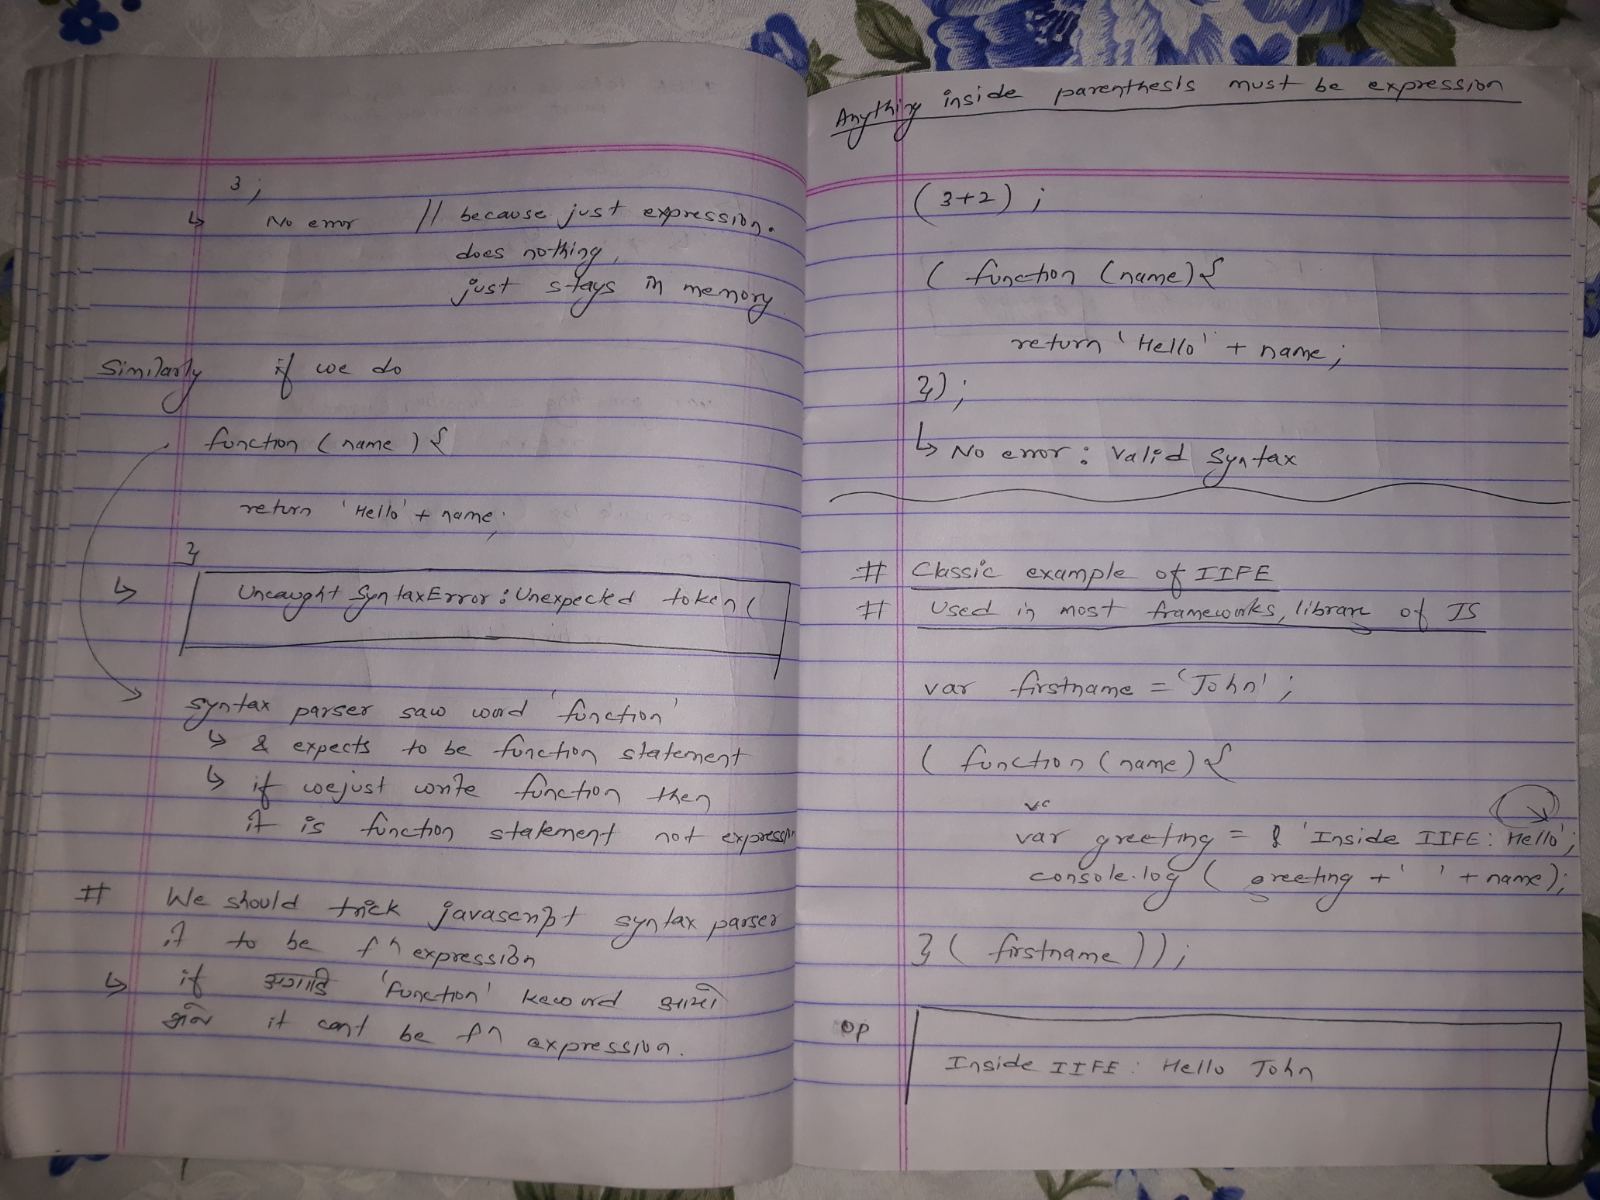 3 ;
↳ No error // because just expression.
does nothing,
just stays in memory
Similarly if we do
function ( name ) {
return 'Hello' + name;
}
↳ Uncaught SyntaxError : Unexpected token (
syntax parser saw word 'function'
↳ & expects to be function statement
↳ if we just write function then
it is function statement not expression
# We should trick javascript syntax parser
it to be fn expression
↳ if अगाडि 'function' keword आयो
भने it cant be fn expression.
Anything inside parenthesis must be expression
(3+2) ;
( function (name) {
return 'Hello' + name ;
}) ;
↳ No error : valid syntax
# Classic example of IIFE
# Used in most frameworks, library of JS
var firstname = 'John' ;
( function (name) {
va
var greeting = 'Inside IIFE : Hello';
console.log ( greeting + ' ' + name);
} ( firstname )) ;
op
Inside IIFE : Hello John